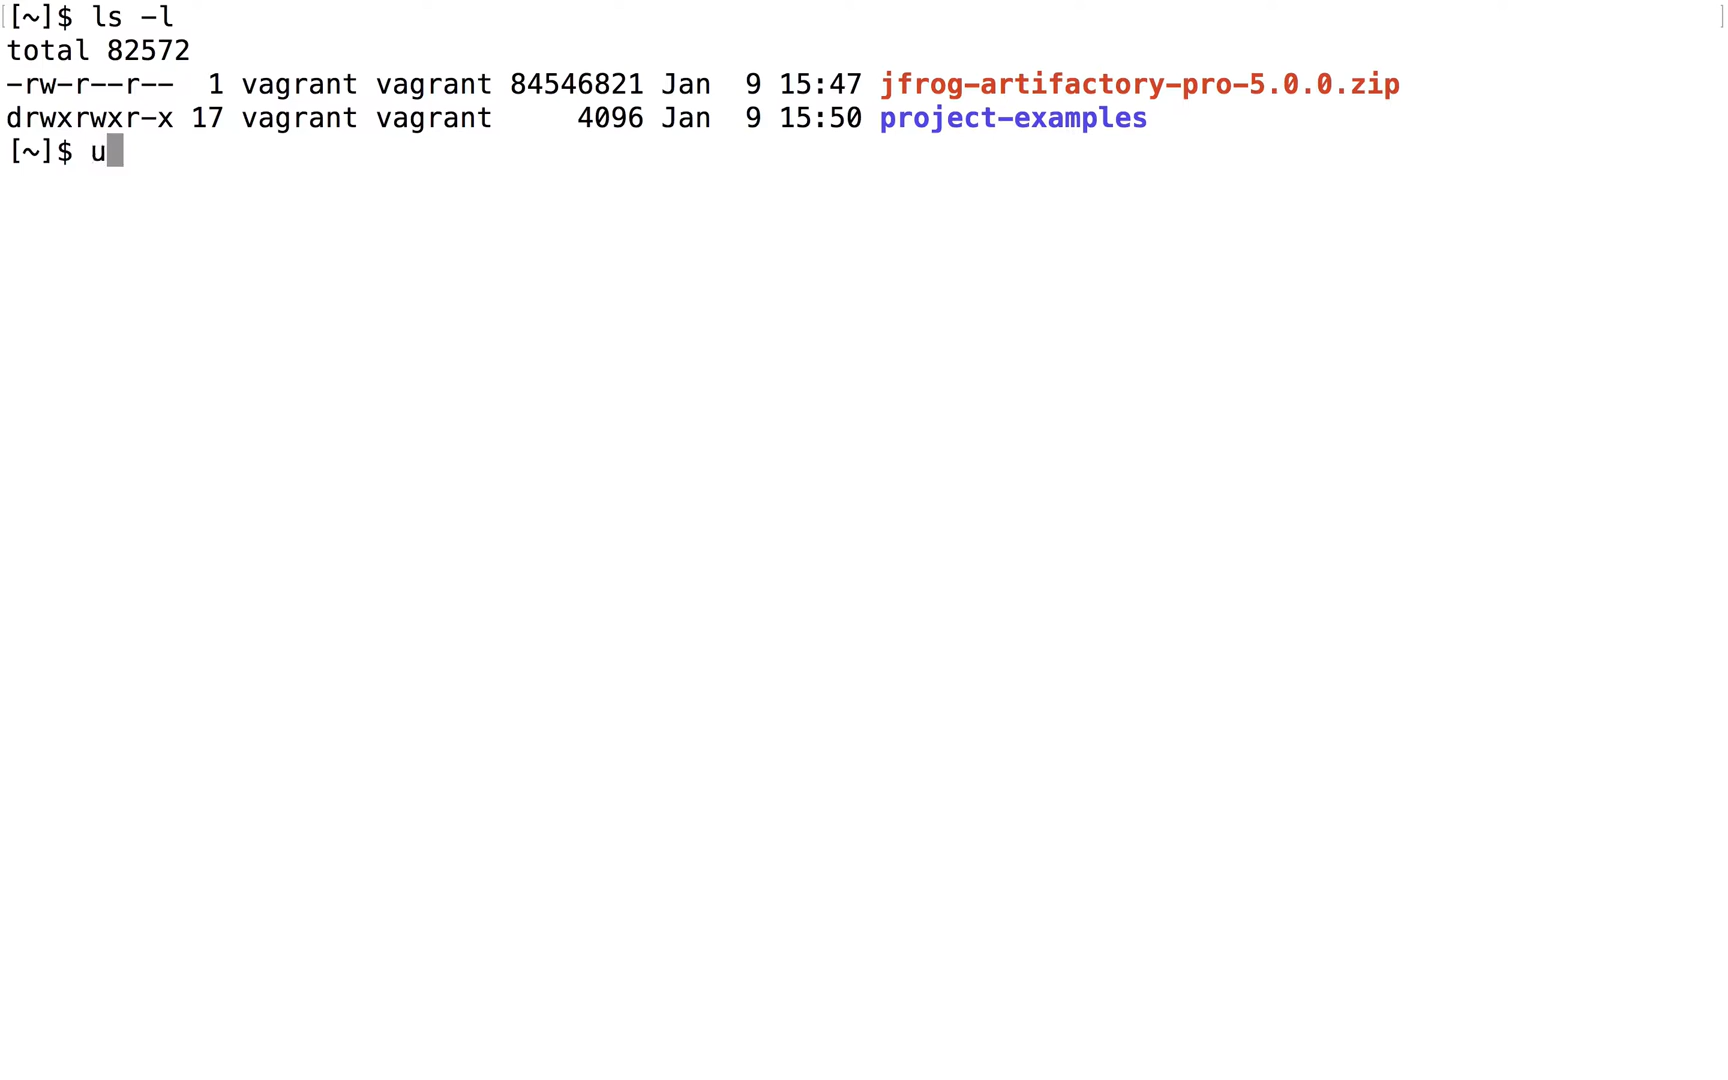 [~]$ ls -l
total 82572
-rw-r--r--  1 vagrant vagrant 84546821 Jan  9 15:47 jfrog-artifactory-pro-5.0.0.zip
drwxrwxr-x 17 vagrant vagrant     4096 Jan  9 15:50 project-examples
[~]$ u